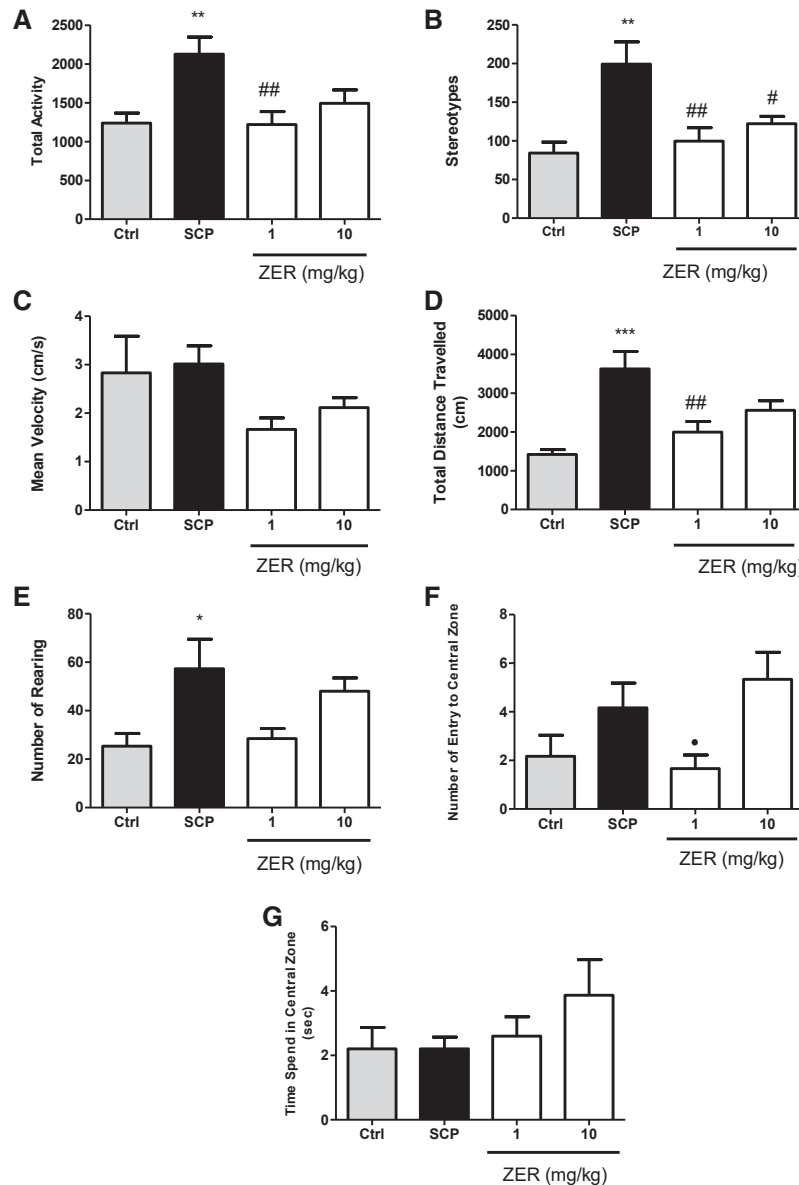 A
Total Activity
2500
2000
1500
1000
500
0
**
##
Ctrl SCP 1 10
ZER (mg/kg)
B
Stereotypes
250
200
150
100
50
0
**
##
#
Ctrl SCP 1 10
ZER (mg/kg)
C
Mean Velocity (cm/s)
4
3
2
1
0
Ctrl SCP 1 10
ZER (mg/kg)
D
Total Distance Travelled
(cm)
5000
4000
3000
2000
1000
0
***
##
Ctrl SCP 1 10
ZER (mg/kg)
E
Number of Rearing
80
60
40
20
0
*
Ctrl SCP 1 10
ZER (mg/kg)
F
Number of Entry to Central Zone
8
6
4
2
0
•
Ctrl SCP 1 10
ZER (mg/kg)
G
Time Spend in Central Zone
(sec)
6
4
2
0
Ctrl SCP 1 10
ZER (mg/kg)